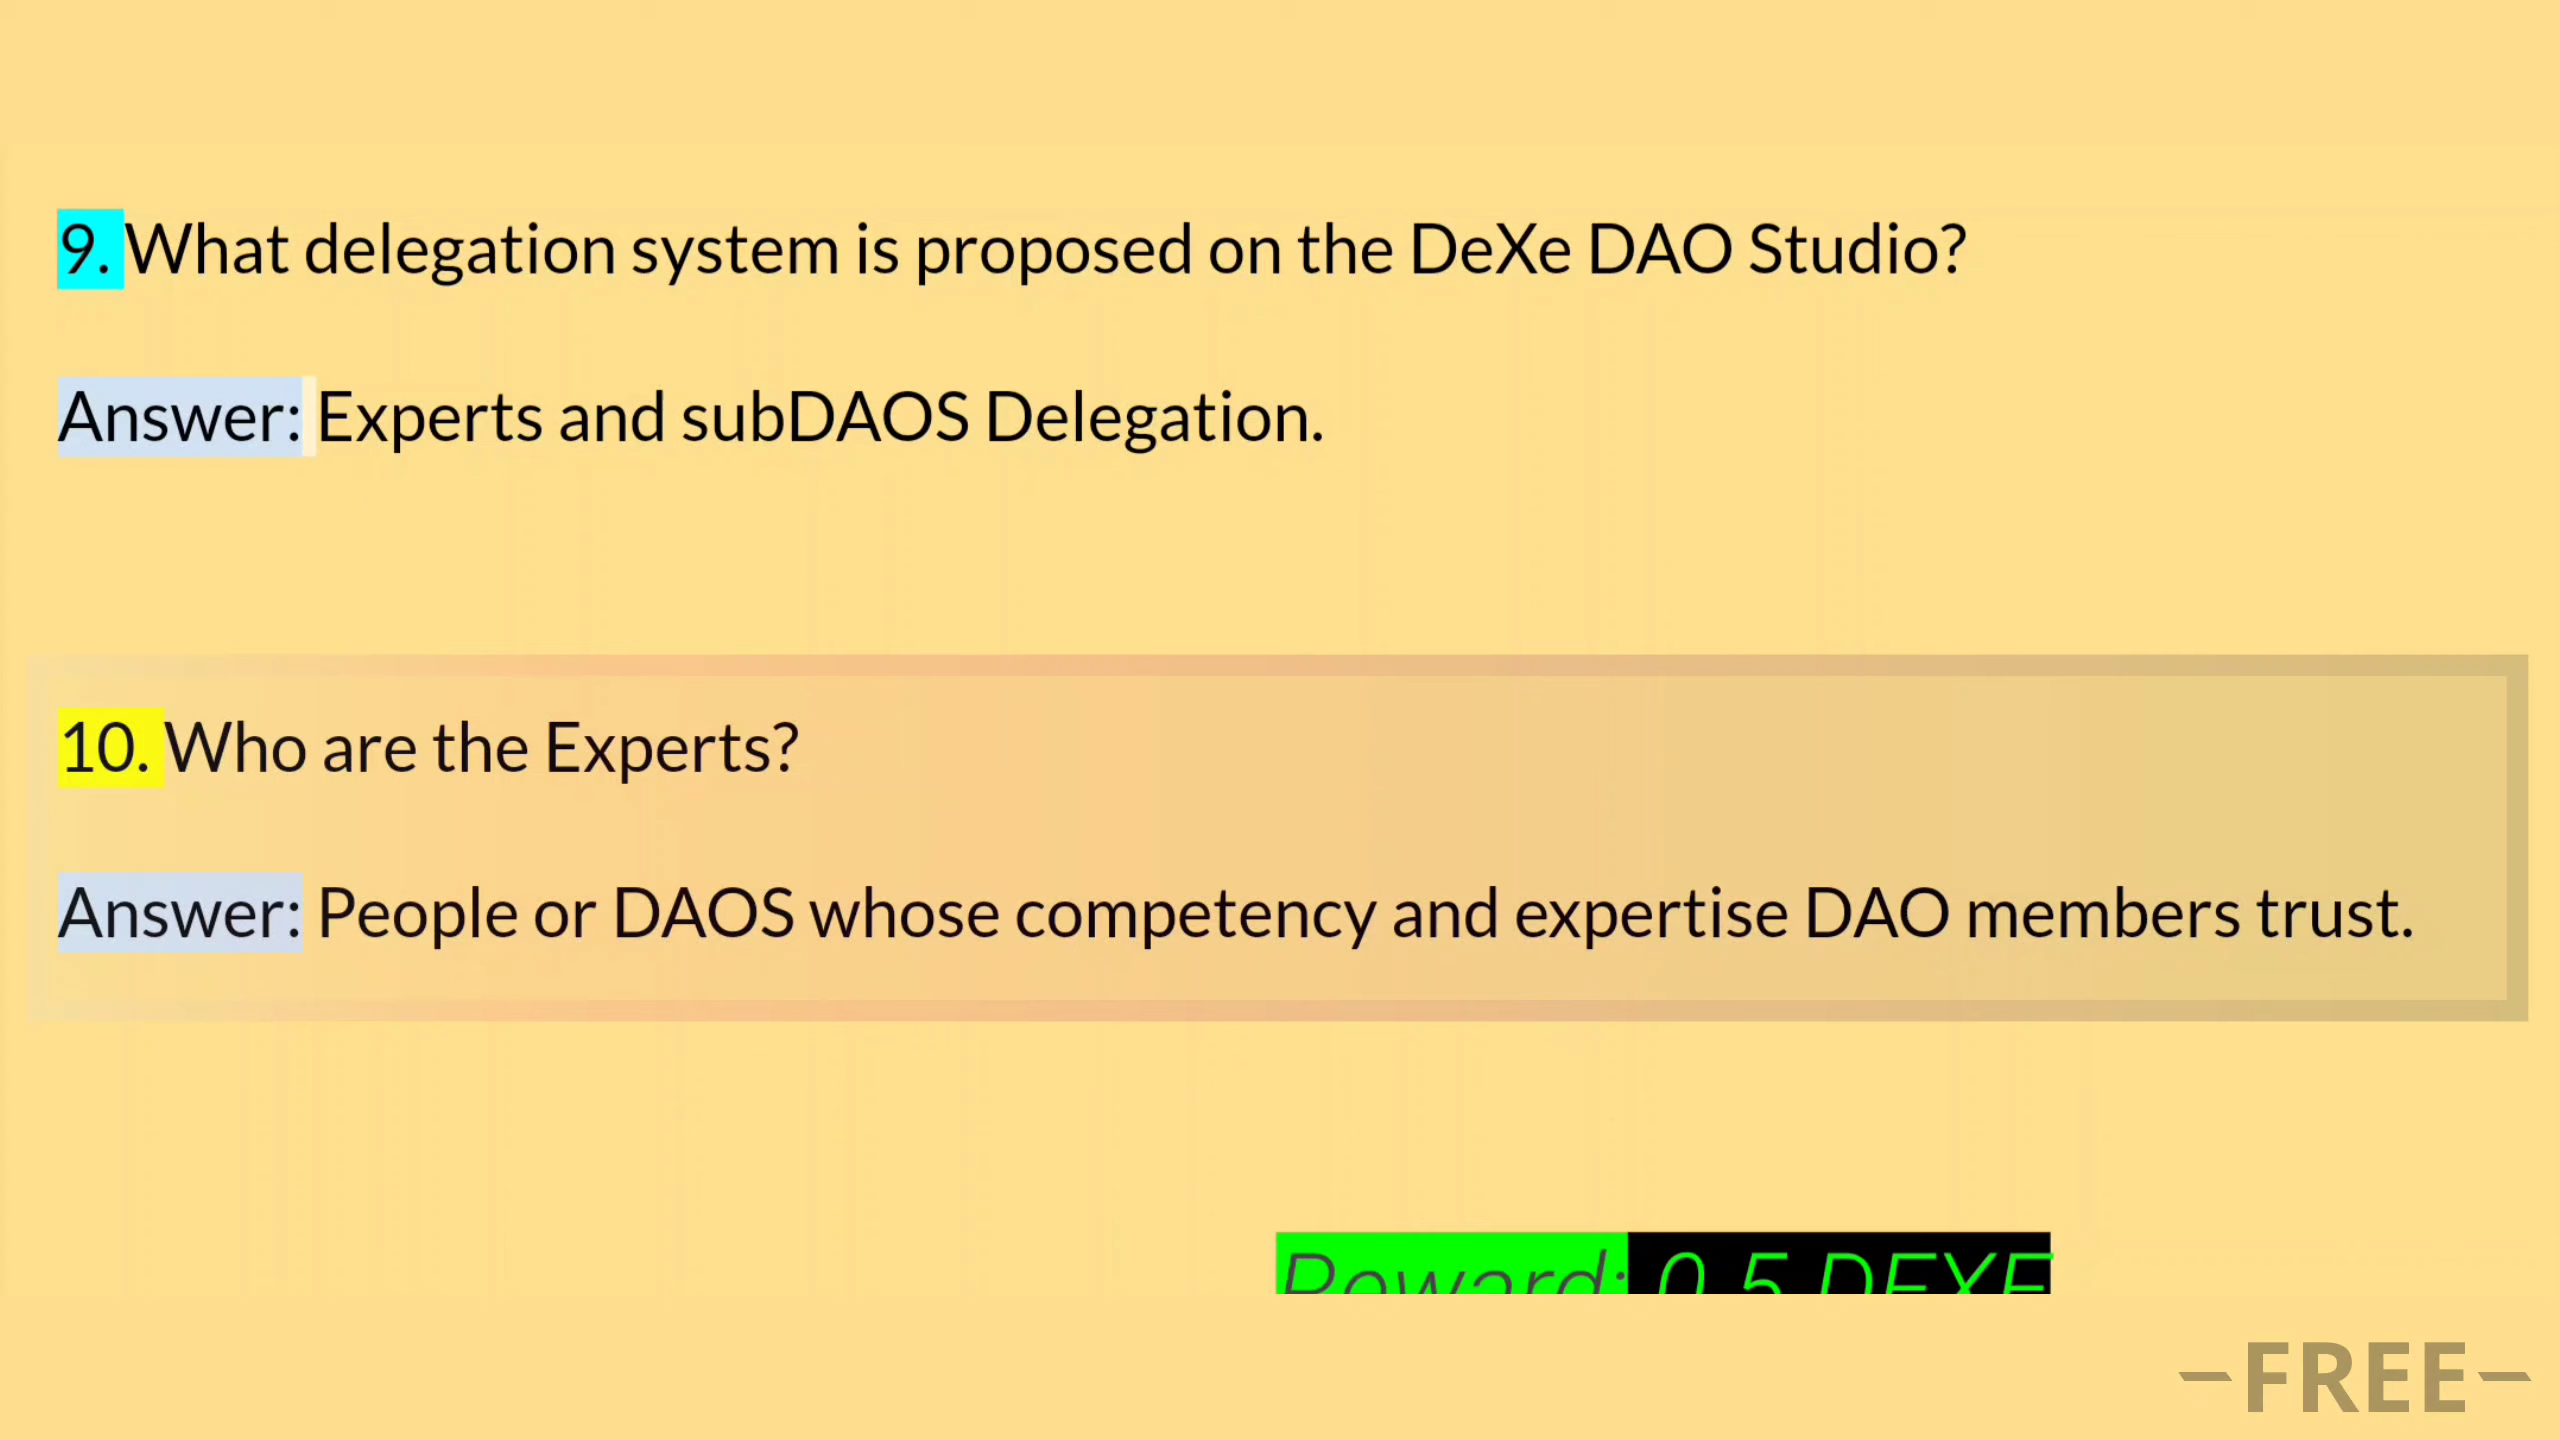 9. What delegation system is proposed on the DeXe DAO Studio?
Answer: Experts and subDAOS Delegation.
10. Who are the Experts?
Answer: People or DAOS whose competency and expertise DAO members trust.
Reward: 0.5 DEXE
–FREE–